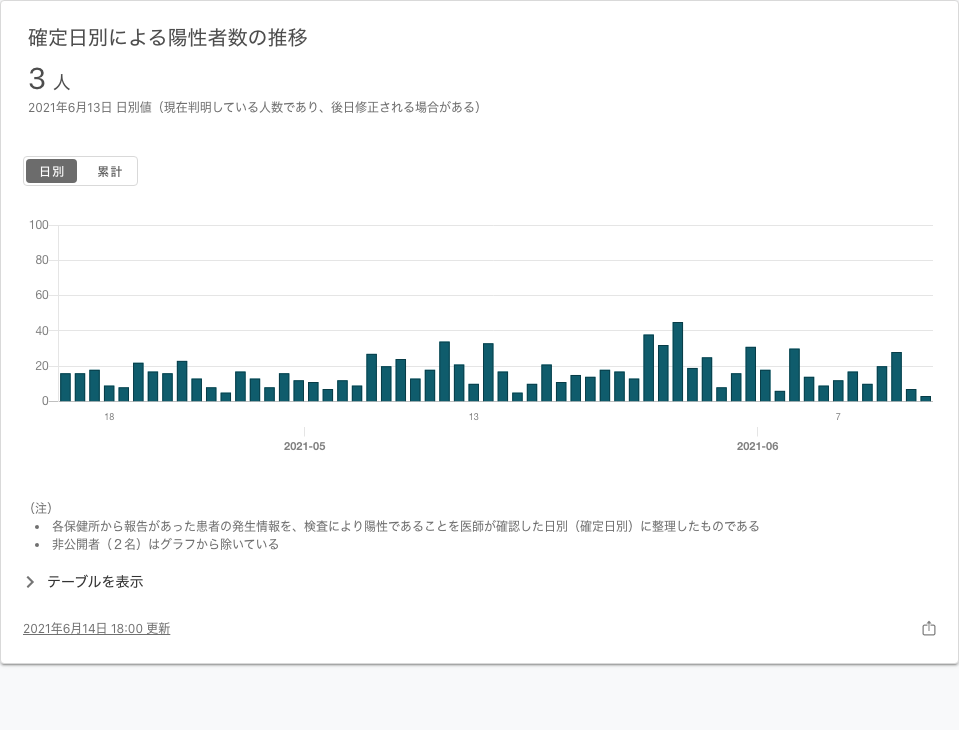 確定日別による陽性者数の推移
3 人
2021年6月13日 日別値（現在判明している人数であり、後日修正される場合がある）
日別 累計
100
80
60
40
20
0
18 13 7
2021-05 2021-06
（注）
• 各保健所から報告があった患者の発生情報を、検査により陽性であることを医師が確認した日別（確定日別）に整理したものである
• 非公開者（２名）はグラフから除いている
テーブルを表示
2021年6月14日 18:00 更新